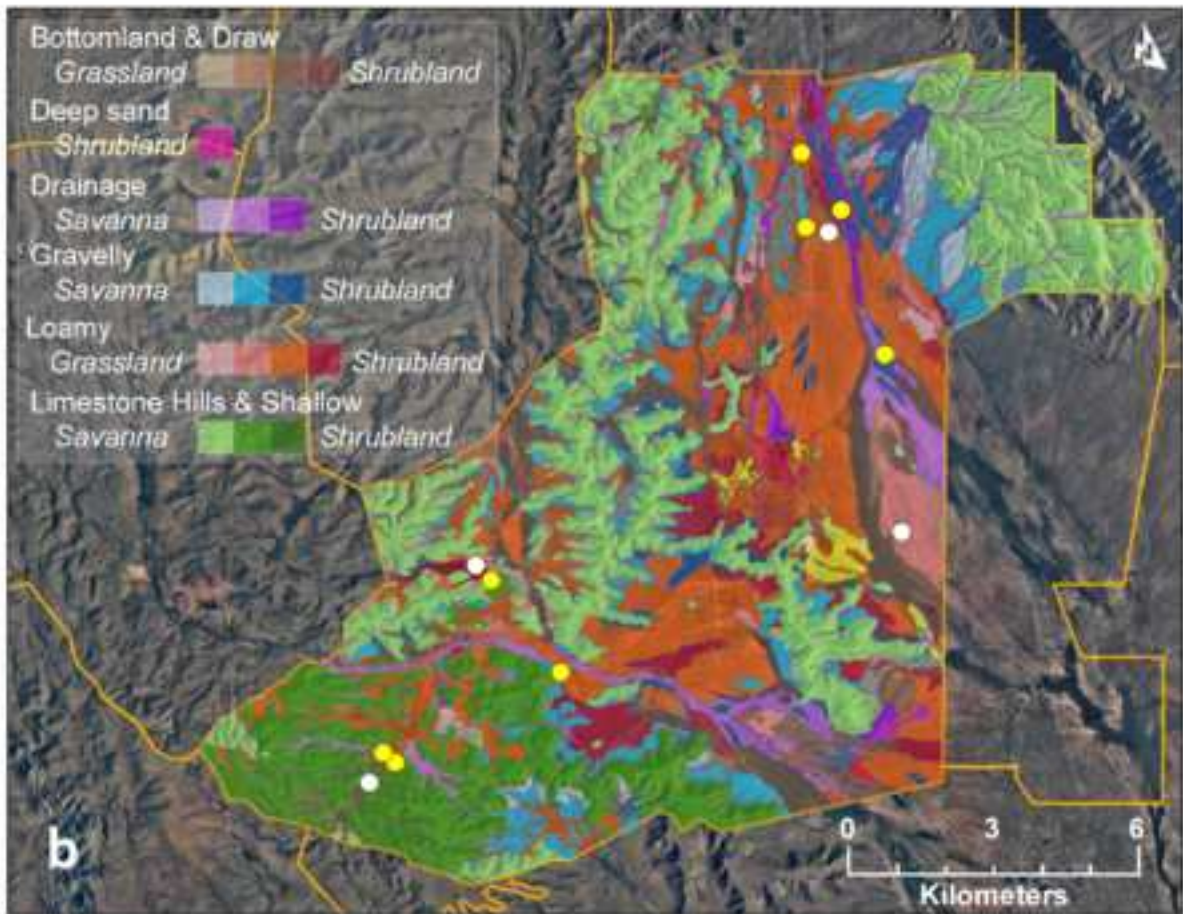 Bottomland & Draw
Grassland Shrubland
Deep sand
Shrubland
Drainage
Savanna Shrubland
Gravelly
Savanna Shrubland
Loamy
Grassland Shrubland
Limestone Hills & Shallow
Savanna Shrubland
b
0 3 6
Kilometers